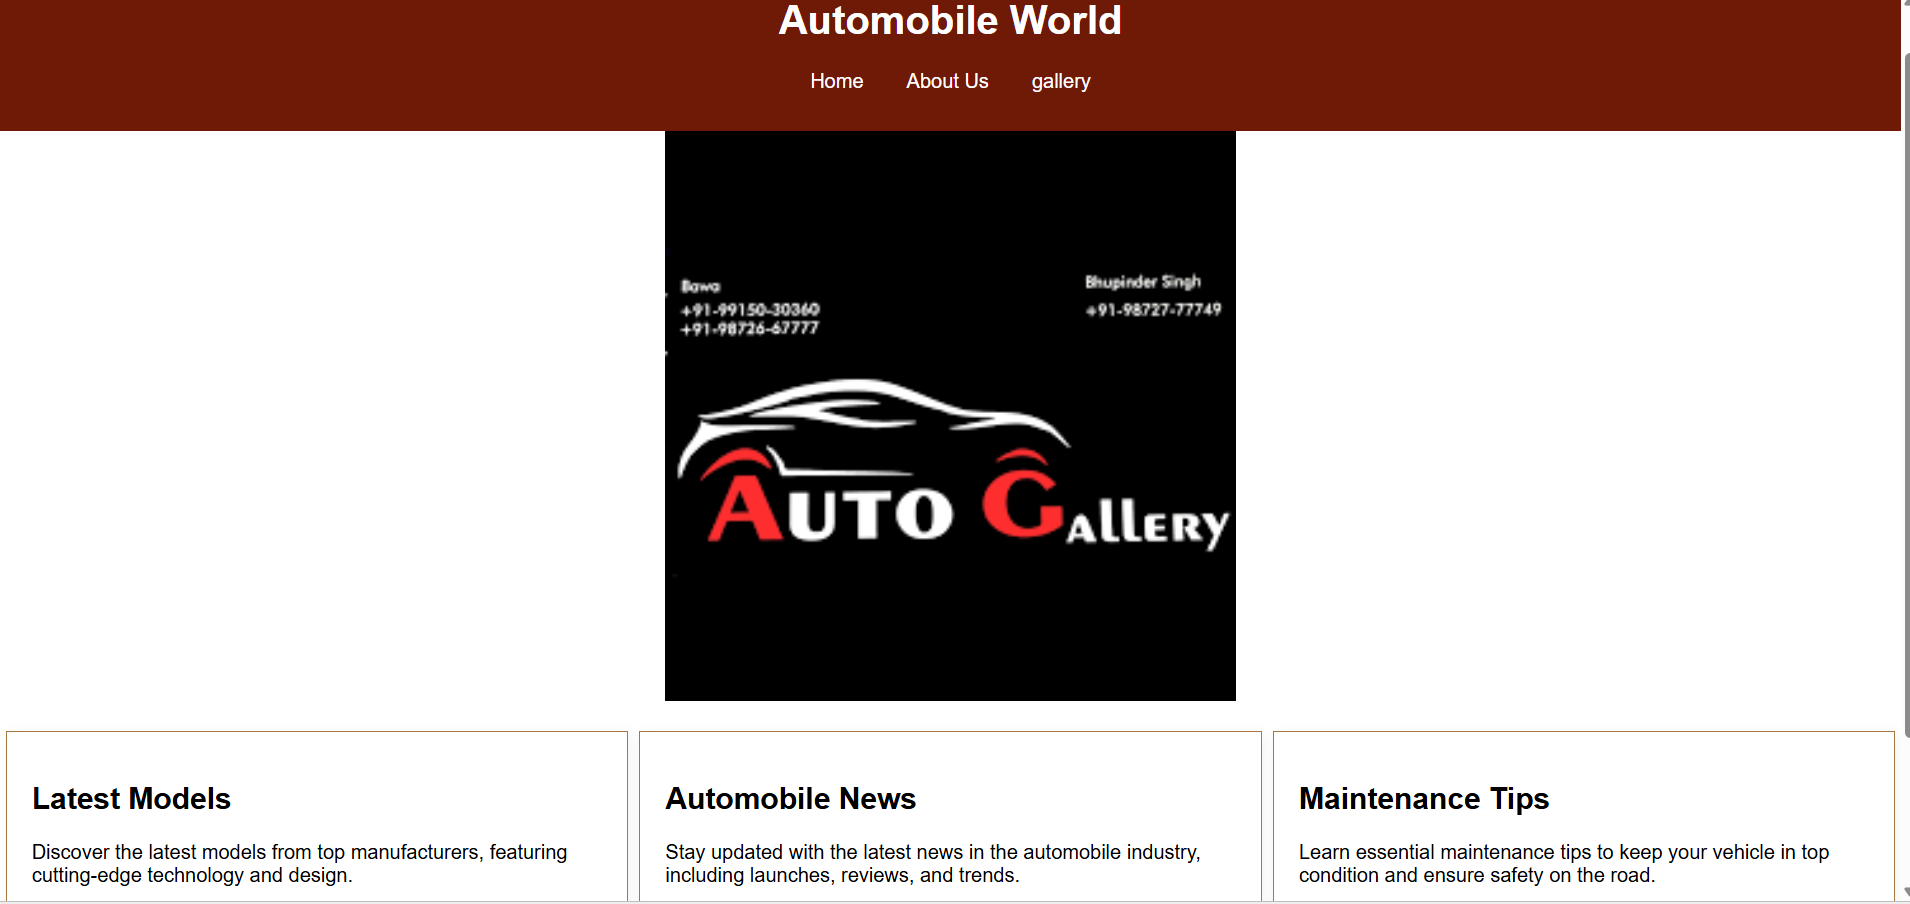 Automobile World
Home About Us gallery
Bawa
+91-99150-30360
+91-98726-67777
Bhupinder Singh
+91-98727-77749
AUTO GALLERY
Latest Models
Discover the latest models from top manufacturers, featuring
cutting-edge technology and design.
Automobile News
Stay updated with the latest news in the automobile industry,
including launches, reviews, and trends.
Maintenance Tips
Learn essential maintenance tips to keep your vehicle in top
condition and ensure safety on the road.